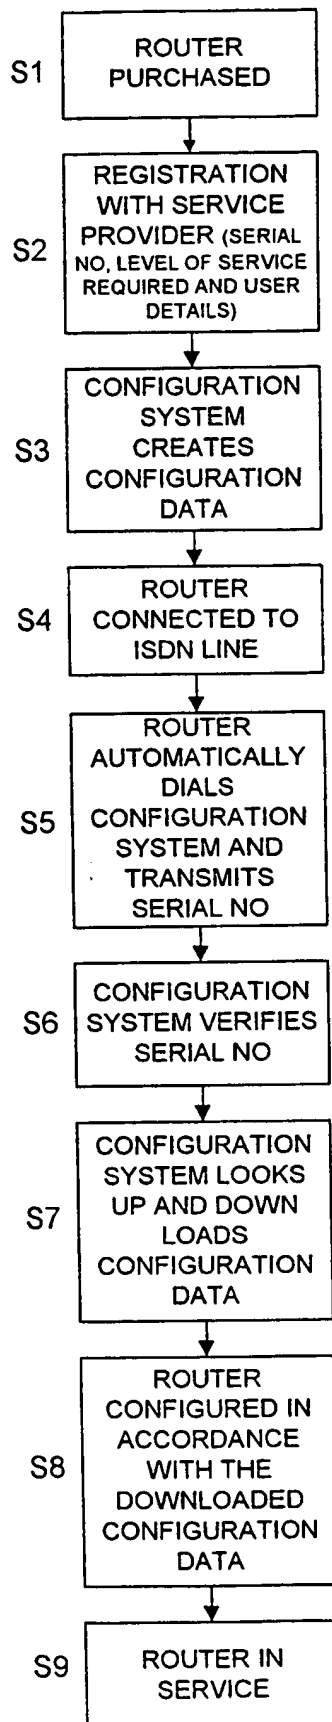 S1
ROUTER
PURCHASED
S2
REGISTRATION
WITH SERVICE
PROVIDER (SERIAL
NO, LEVEL OF SERVICE
REQUIRED AND USER
DETAILS)
S3
CONFIGURATION
SYSTEM
CREATES
CONFIGURATION
DATA
S4
ROUTER
CONNECTED TO
ISDN LINE
S5
ROUTER
AUTOMATICALLY
DIALS
CONFIGURATION
SYSTEM AND
TRANSMITS
SERIAL NO
S6
CONFIGURATION
SYSTEM VERIFIES
SERIAL NO
S7
CONFIGURATION
SYSTEM LOOKS
UP AND DOWN
LOADS
CONFIGURATION
DATA
S8
ROUTER
CONFIGURED IN
ACCORDANCE
WITH THE
DOWNLOADED
CONFIGURATION
DATA
S9
ROUTER IN
SERVICE